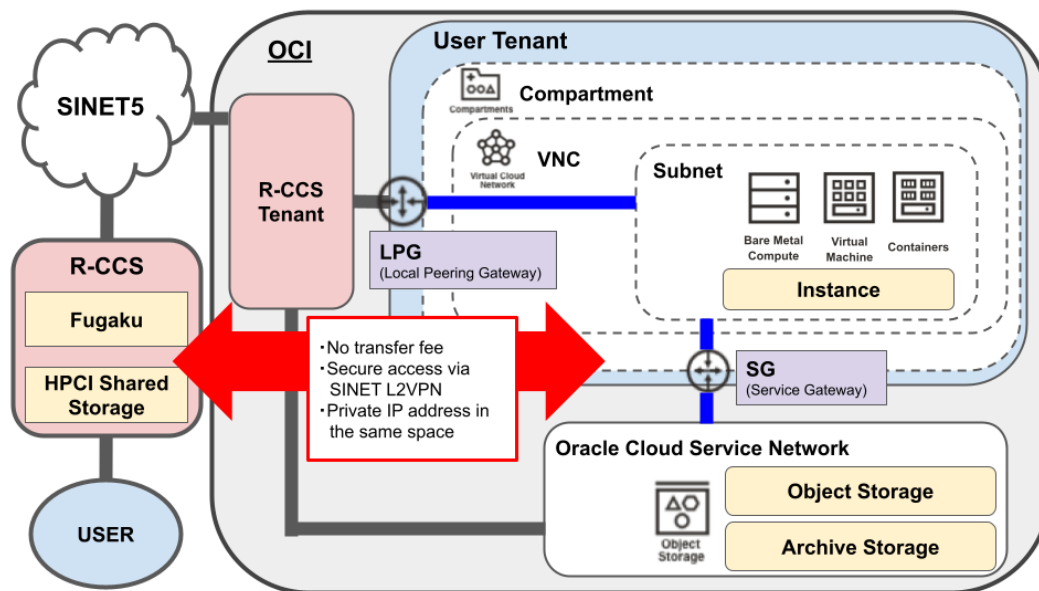 OCI
User Tenant
SINET5
Compartments
Compartment
Virtual Cloud
Network
VNC
Subnet
R-CCS
Tenant
Bare Metal
Compute
Virtual
Machine
Containers
LPG
(Local Peering Gateway)
Instance
R-CCS
Fugaku
HPCI Shared
Storage
・No transfer fee
・Secure access via
SINET L2VPN
・Private IP address in
the same space
SG
(Service Gateway)
Oracle Cloud Service Network
Object
Storage
Object Storage
Archive Storage
USER